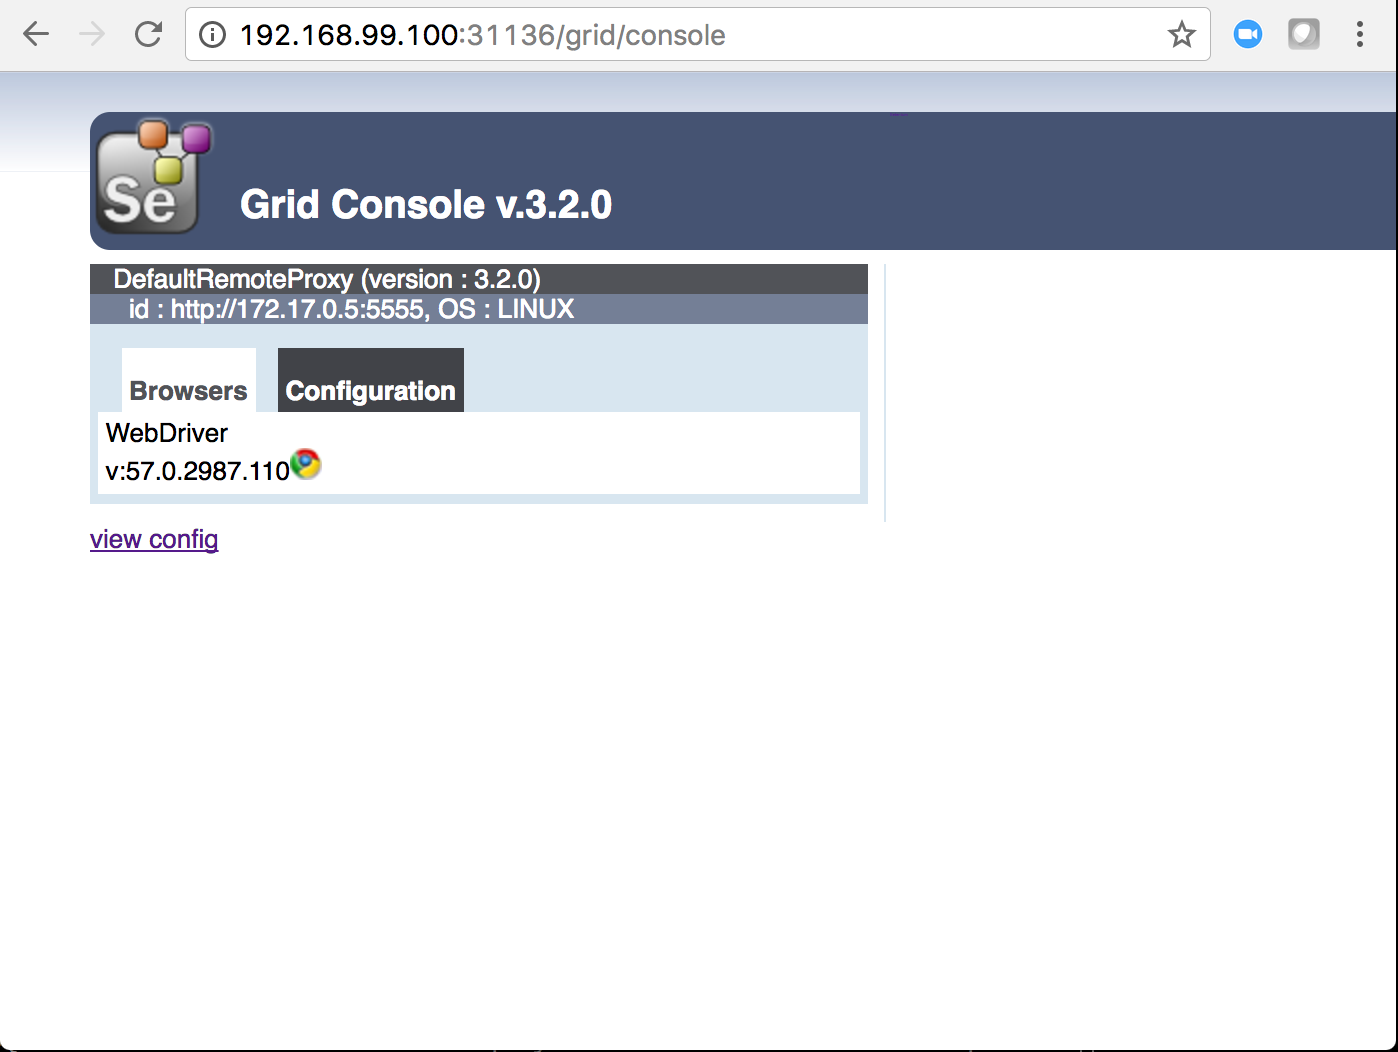 192.168.99.100:31136/grid/console
Se
Grid Console v.3.2.0
DefaultRemoteProxy (version : 3.2.0)
id : http://172.17.0.5:5555, OS : LINUX
Browsers Configuration
WebDriver
v:57.0.2987.110
view config